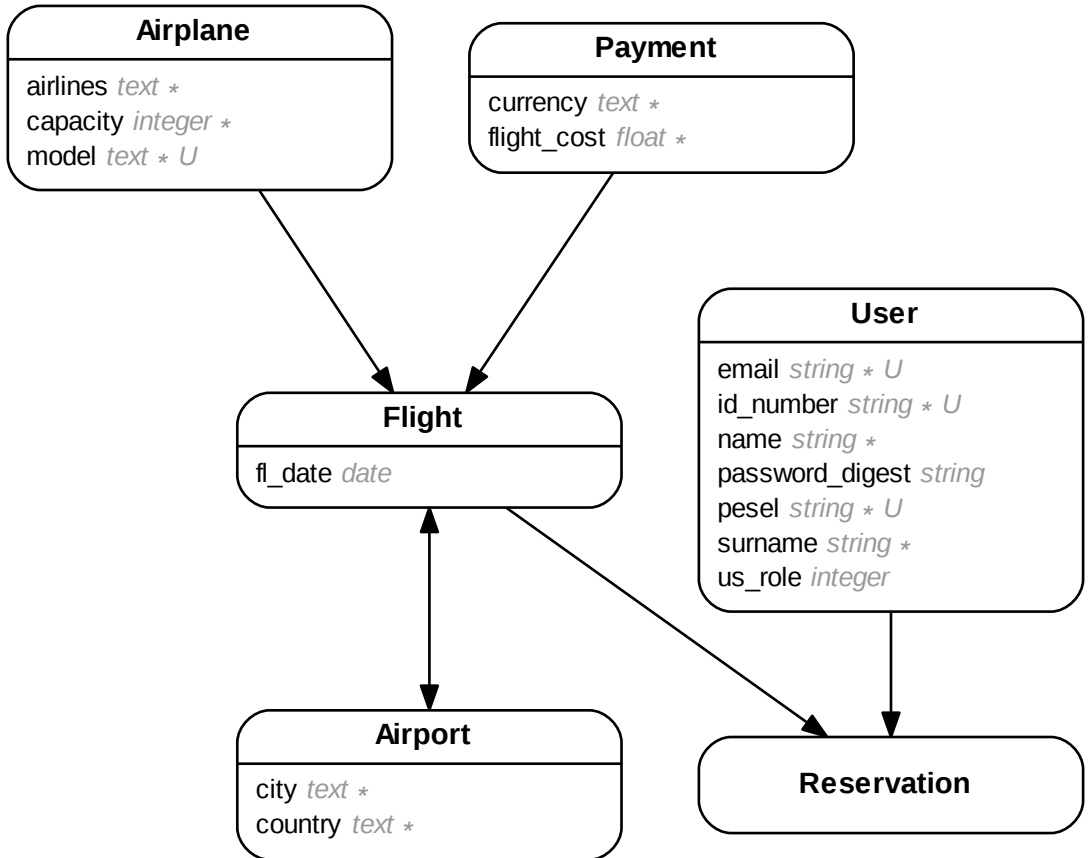 Airplane
airlines text *
capacity integer *
model text * U
Payment
currency text *
flight_cost float *
User
email string * U
id_number string * U
name string *
password_digest string
pesel string * U
surname string *
us_role integer
Flight
fl_date date
Airport
city text *
country text *
Reservation